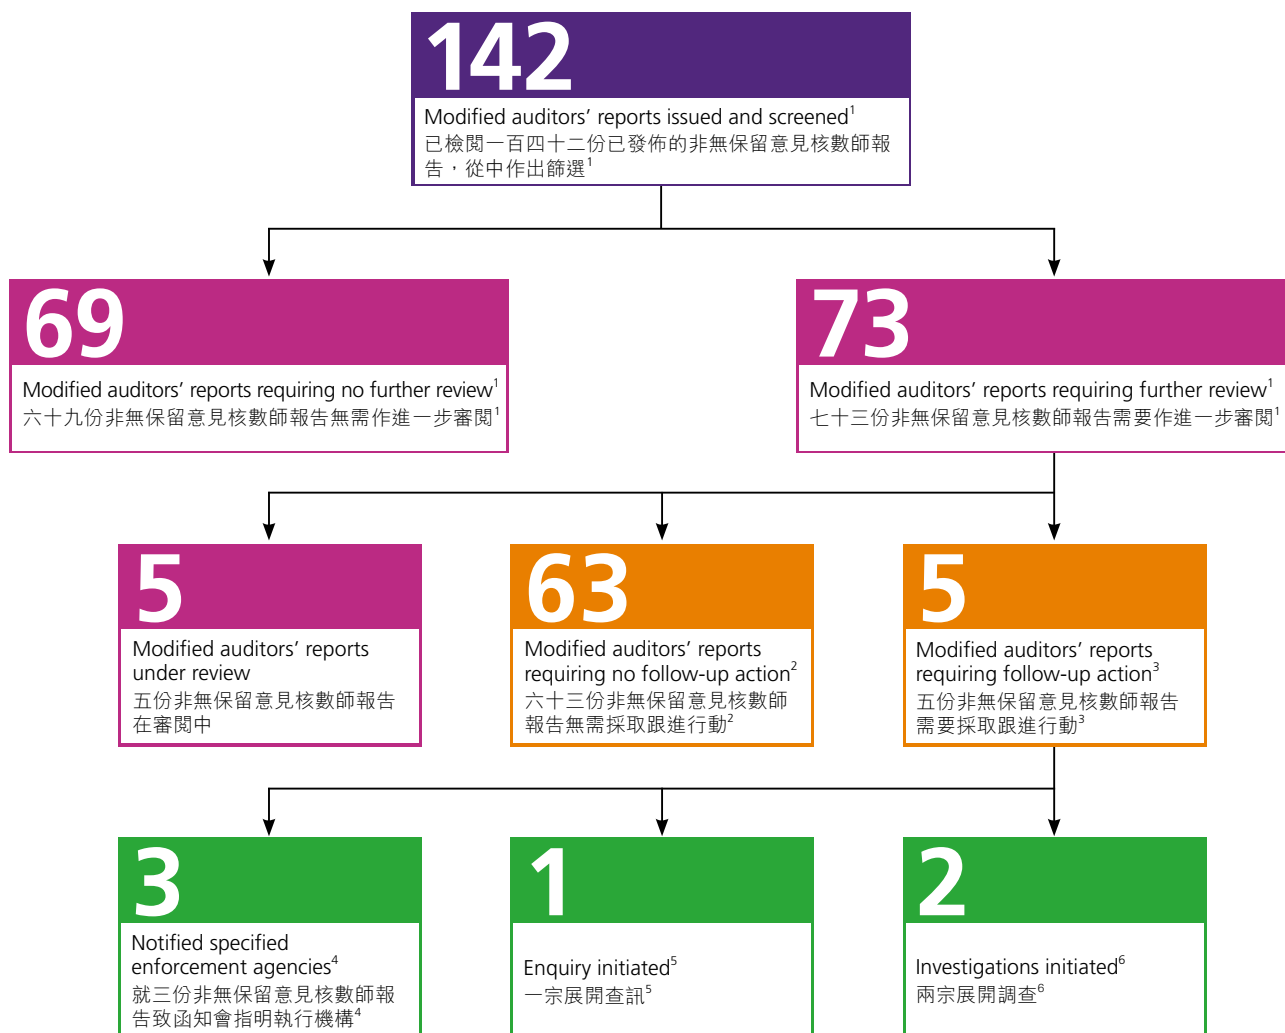 142
Modified auditors’ reports issued and screened¹
已檢閱一百四十二份已發佈的非無保留意見核數師報
告，從中作出篩選¹
69
Modified auditors’ reports requiring no further review¹
六十九份非無保留意見核數師報告無需作進一步審閱¹
73
Modified auditors’ reports requiring further review¹
七十三份非無保留意見核數師報告需要作進一步審閱¹
5
Modified auditors’ reports
under review
五份非無保留意見核數師報告
在審閱中
63
Modified auditors’ reports
requiring no follow-up action²
六十三份非無保留意見核數師
報告無需採取跟進行動²
5
Modified auditors’ reports
requiring follow-up action³
五份非無保留意見核數師報告
需要採取跟進行動³
3
Notified specified
enforcement agencies⁴
就三份非無保留意見核數師報
告致函知會指明執行機構⁴
1
Enquiry initiated⁵
一宗展開查訊⁵
2
Investigations initiated⁶
兩宗展開調查⁶